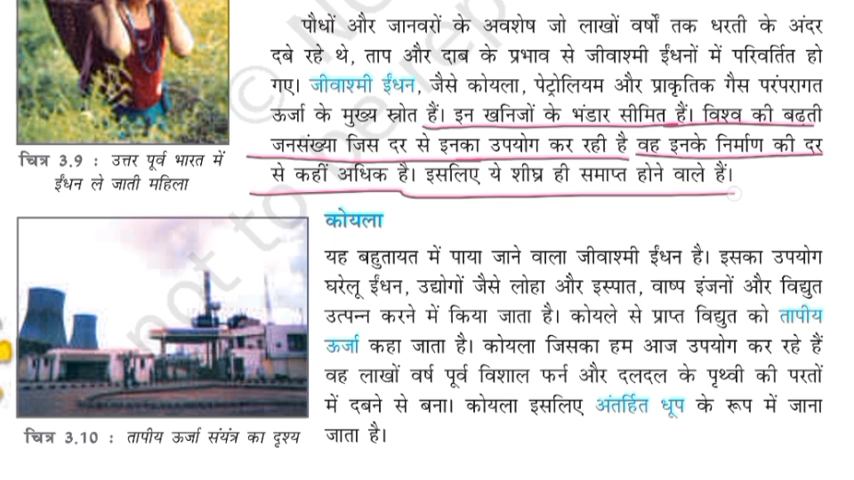 पौधों और जानवरों के अवशेष जो लाखों वर्षों तक धरती के अंदर
दबे रहे थे, ताप और दाब के प्रभाव से जीवाश्मी ईंधनों में परिवर्तित हो
गए। जीवाश्मी ईंधन, जैसे कोयला, पेट्रोलियम और प्राकृतिक गैस परंपरागत
ऊर्जा के मुख्य स्रोत हैं। इन खनिजों के भंडार सीमित हैं। विश्व की बढ़ती
जनसंख्या जिस दर से इनका उपयोग कर रही है वह इनके निर्माण की दर
से कहीं अधिक है। इसलिए ये शीघ्र ही समाप्त होने वाले हैं।
चित्र 3.9 : उत्तर पूर्व भारत में
ईंधन ले जाती महिला
कोयला
यह बहुतायत में पाया जाने वाला जीवाश्मी ईंधन है। इसका उपयोग
घरेलू ईंधन, उद्योगों जैसे लोहा और इस्पात, वाष्प इंजनों और विद्युत
उत्पन्न करने में किया जाता है। कोयले से प्राप्त विद्युत को तापीय
ऊर्जा कहा जाता है। कोयला जिसका हम आज उपयोग कर रहे हैं
वह लाखों वर्ष पूर्व विशाल फर्न और दलदल के पृथ्वी की परतों
में दबने से बना। कोयला इसलिए अंतर्हित धूप के रूप में जाना
जाता है।
चित्र 3.10 : तापीय ऊर्जा संयंत्र का दृश्य